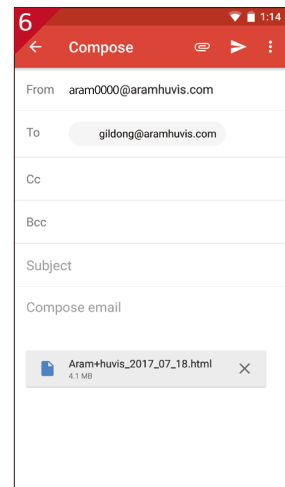 6
1:14
Compose
From aram0000@aramhuvis.com
To gildong@aramhuvis.com
Cc
Bcc
Subject
Compose email
Aram+huvis_2017_07_18.html
4.1 MB